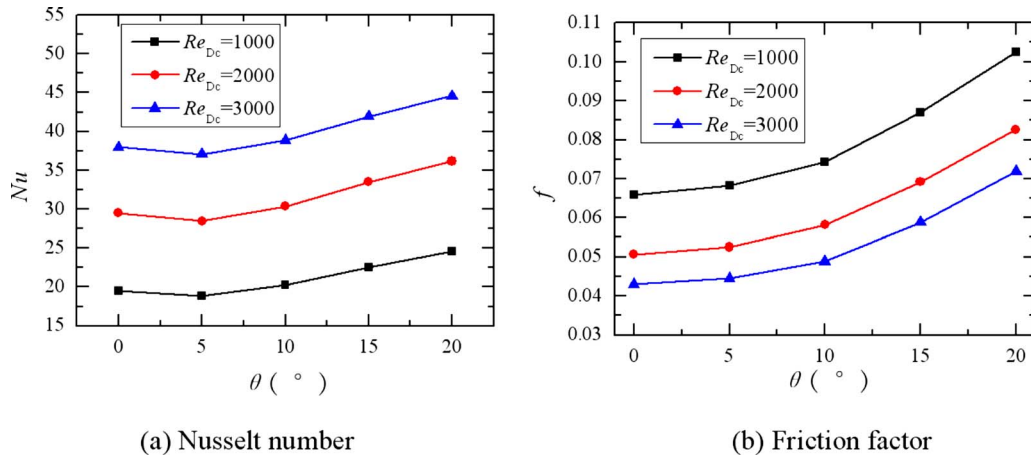 55
50
45
40
35
30
25
20
15
Nu
Re_Dc=1000
Re_Dc=2000
Re_Dc=3000
0 5 10 15 20
θ ( °)
(a) Nusselt number
0.11
0.10
0.09
0.08
0.07
0.06
0.05
0.04
0.03
f
Re_Dc=1000
Re_Dc=2000
Re_Dc=3000
0 5 10 15 20
θ ( °)
(b) Friction factor